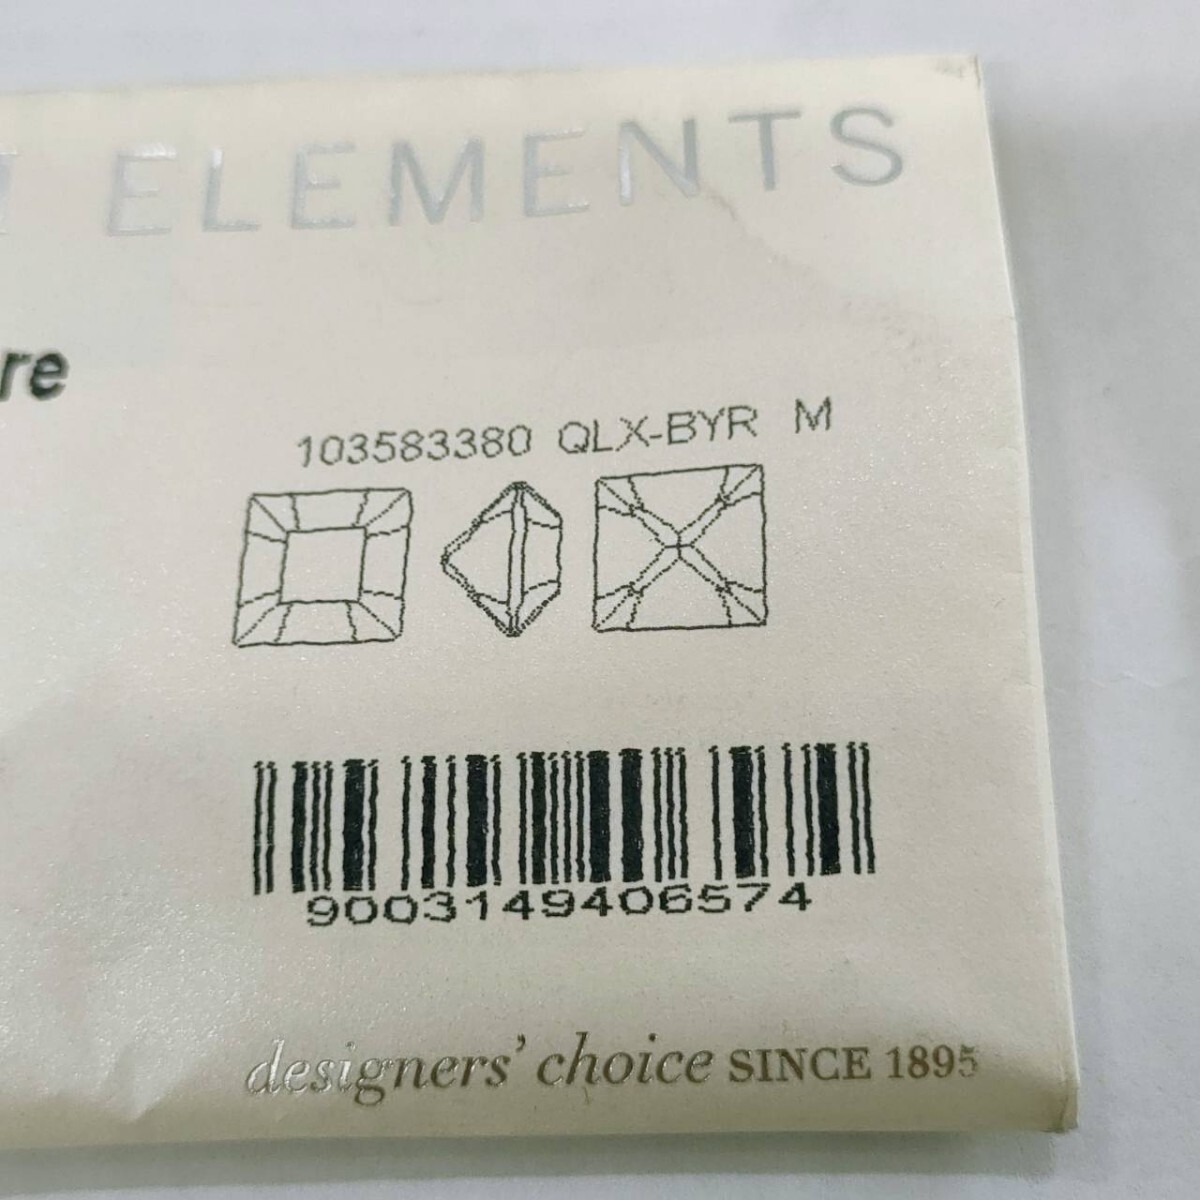 ELEMENTS
re
103583380 QLX-BYR M
9003149406574
designers' choice SINCE 1895